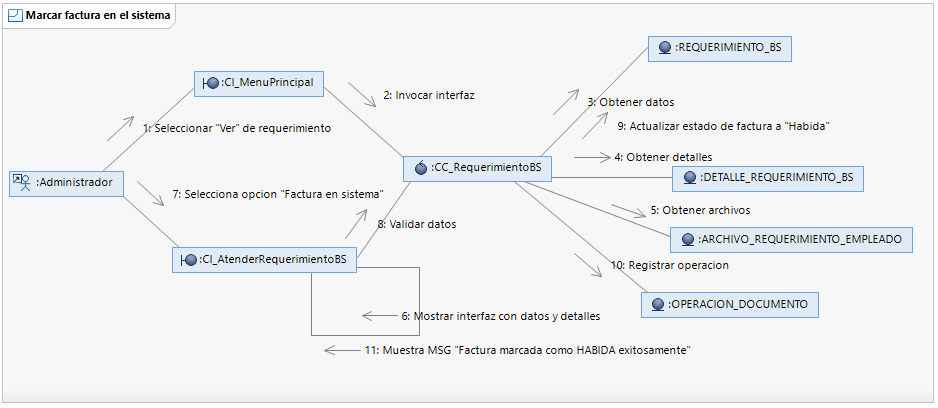 Marcar factura en el sistema
:REQUERIMIENTO_BS
:CI_MenuPrincipal
2: Invocar interfaz
3: Obtener datos
1: Seleccionar "Ver" de requerimiento
9: Actualizar estado de factura a "Habida"
4: Obtener detalles
:CC_RequerimientoBS
:Administrador
:DETALLE_REQUERIMIENTO_BS
7: Selecciona opcion "Factura en sistema"
5: Obtener archivos
8: Validar datos
:ARCHIVO_REQUERIMIENTO_EMPLEADO
:CI_AtenderRequerimientoBS
10: Registrar operacion
:OPERACION_DOCUMENTO
6: Mostrar interfaz con datos y detalles
11: Muestra MSG "Factura marcada como HABIDA exitosamente"